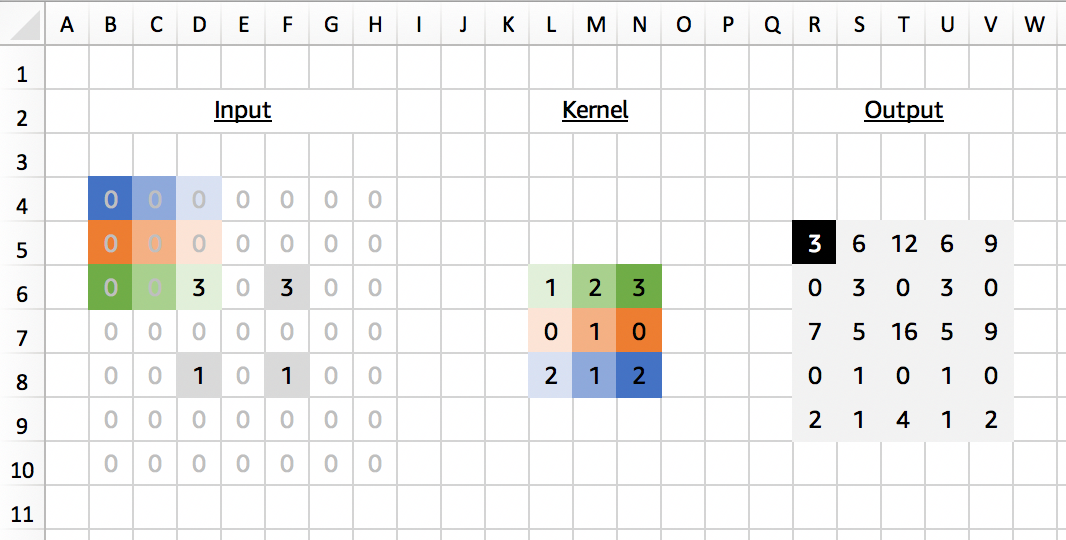 A B C D E F G H I J K L M N O P Q R S T U V W
1
2 Input Kernel Output
3
4 0 0 0 0 0 0 0
5 0 0 0 0 0 0 0 3 6 12 6 9
6 0 0 3 0 3 0 0 1 2 3 0 3 0 3 0
7 0 0 0 0 0 0 0 0 1 0 7 5 16 5 9
8 0 0 1 0 1 0 0 2 1 2 0 1 0 1 0
9 0 0 0 0 0 0 0 2 1 4 1 2
10 0 0 0 0 0 0 0
11